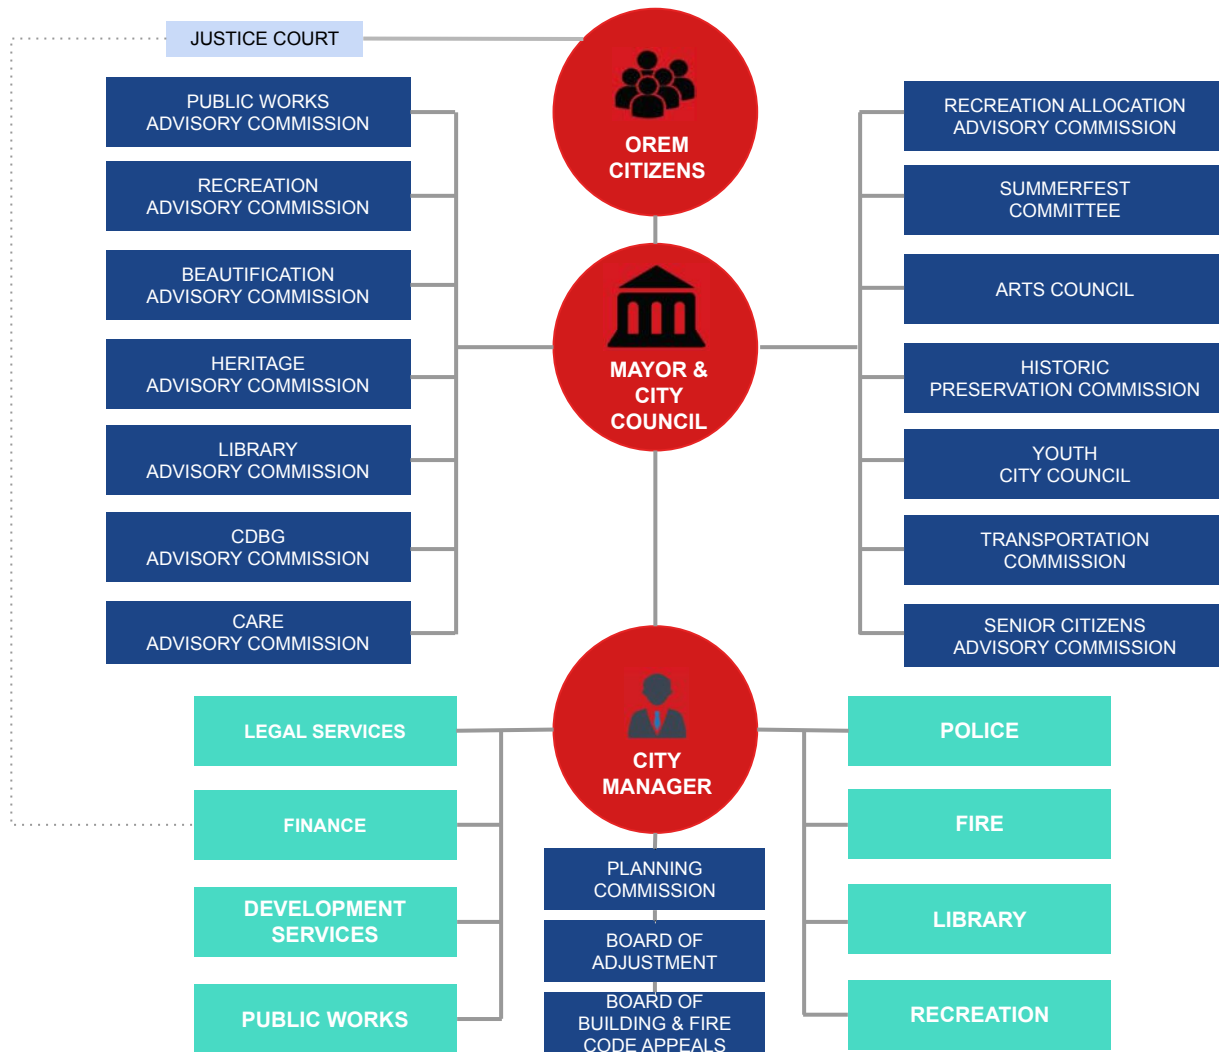 JUSTICE COURT
OREM
CITIZENS
PUBLIC WORKS
ADVISORY COMMISSION
RECREATION
ADVISORY COMMISSION
BEAUTIFICATION
ADVISORY COMMISSION
HERITAGE
ADVISORY COMMISSION
LIBRARY
ADVISORY COMMISSION
CDBG
ADVISORY COMMISSION
CARE
ADVISORY COMMISSION
MAYOR &
CITY
COUNCIL
RECREATION ALLOCATION
ADVISORY COMMISSION
SUMMERFEST
COMMITTEE
ARTS COUNCIL
HISTORIC
PRESERVATION COMMISSION
YOUTH
CITY COUNCIL
TRANSPORTATION
COMMISSION
SENIOR CITIZENS
ADVISORY COMMISSION
CITY
MANAGER
LEGAL SERVICES
FINANCE
DEVELOPMENT
SERVICES
PUBLIC WORKS
PLANNING
COMMISSION
BOARD OF
ADJUSTMENT
BOARD OF
BUILDING & FIRE
CODE APPEALS
POLICE
FIRE
LIBRARY
RECREATION